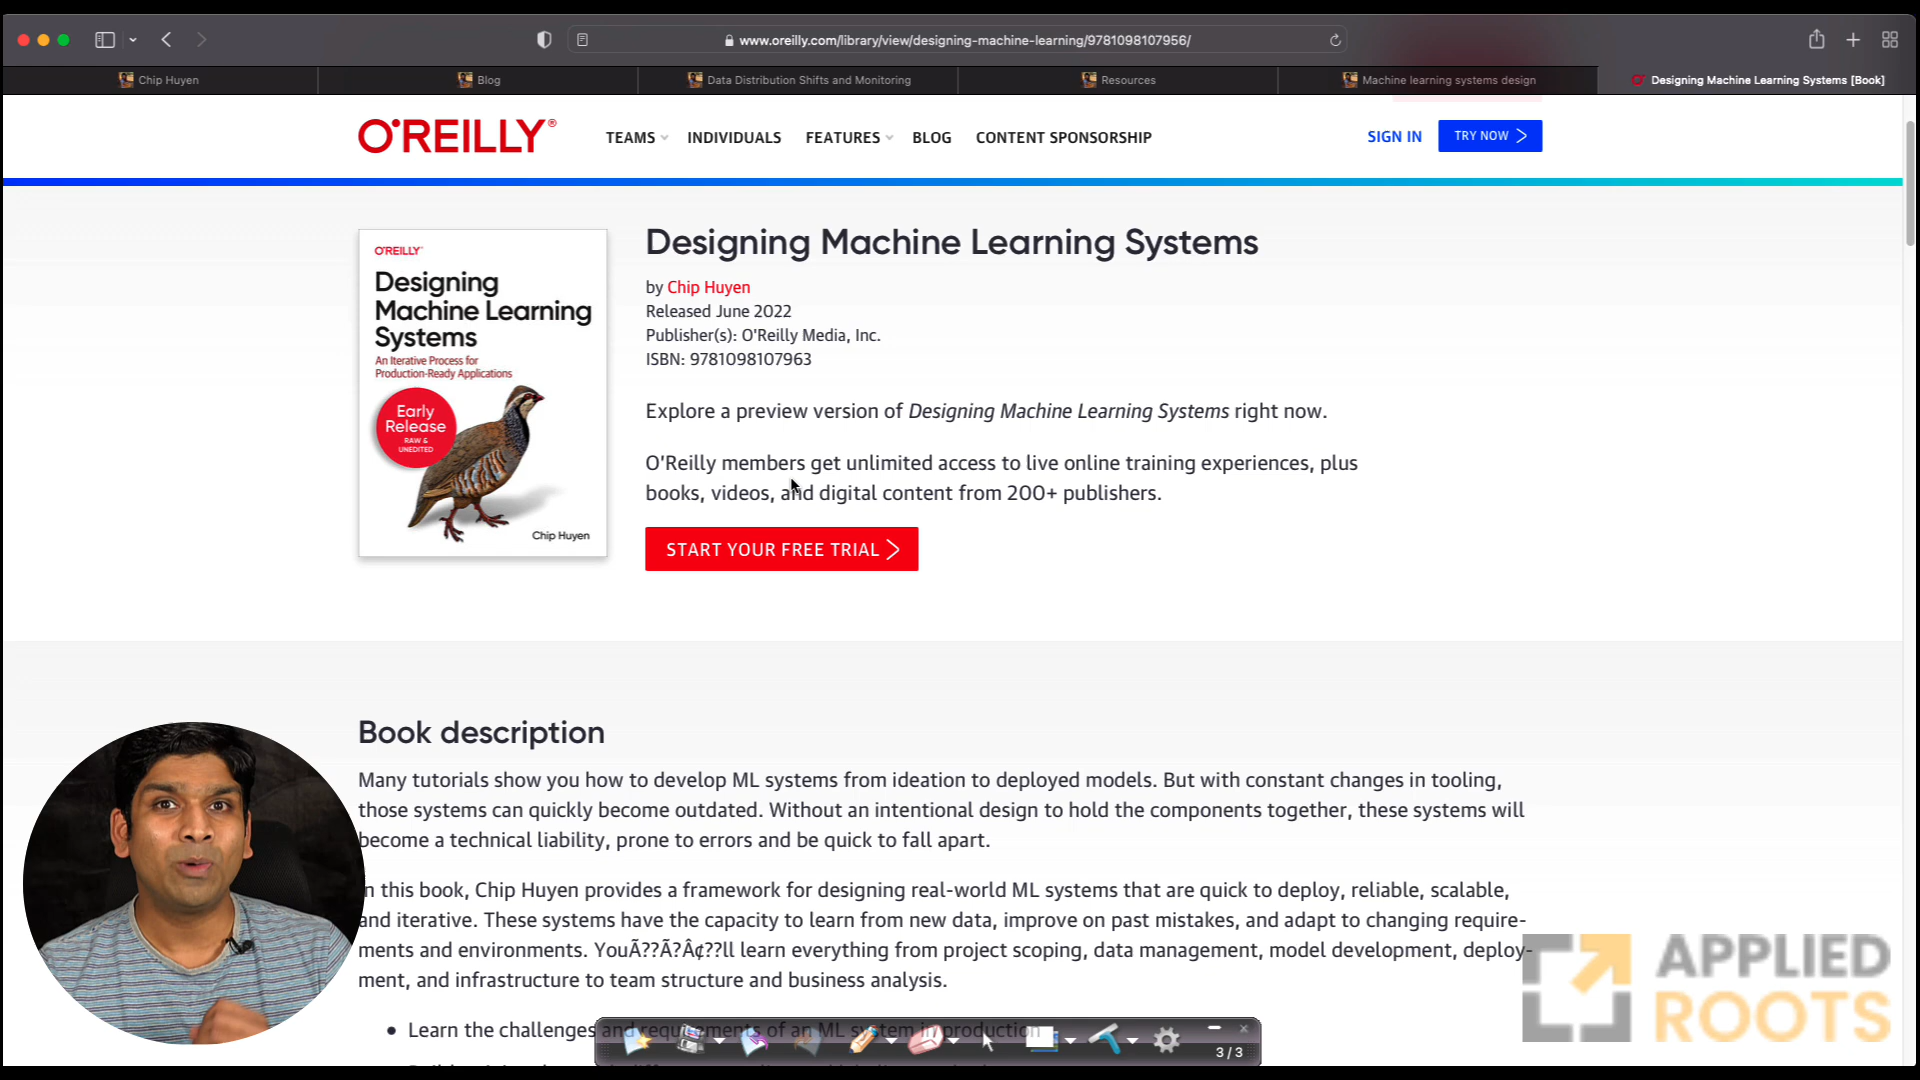 www.oreilly.com/library/view/designing-machine-learning/9781098107956/
Chip Huyen
Blog
Data Distribution Shifts and Monitoring
Resources
Machine learning systems design
Designing Machine Learning Systems [Book]
O'REILLY®
TEAMS
INDIVIDUALS
FEATURES
BLOG
CONTENT SPONSORSHIP
SIGN IN
TRY NOW
O'REILLY®
Designing
Machine Learning
Systems
An Iterative Process for
Production-Ready Applications
Early
Release
RAW &
UNEDITED
Chip Huyen
Designing Machine Learning Systems
by Chip Huyen
Released June 2022
Publisher(s): O'Reilly Media, Inc.
ISBN: 9781098107963
Explore a preview version of Designing Machine Learning Systems right now.
O'Reilly members get unlimited access to live online training experiences, plus
books, videos, and digital content from 200+ publishers.
START YOUR FREE TRIAL
Book description
Many tutorials show you how to develop ML systems from ideation to deployed models. But with constant changes in tooling,
those systems can quickly become outdated. Without an intentional design to hold the components together, these systems will
become a technical liability, prone to errors and be quick to fall apart.
n this book, Chip Huyen provides a framework for designing real-world ML systems that are quick to deploy, reliable, scalable,
and iterative. These systems have the capacity to learn from new data, improve on past mistakes, and adapt to changing require-
ments and environments. YouÃ??Ã?Â¢??ll learn everything from project scoping, data management, model development, deploy-
ment, and infrastructure to team structure and business analysis.
• Learn the challenges and requirements of an ML system in production
3/3
APPLIED
ROOTS